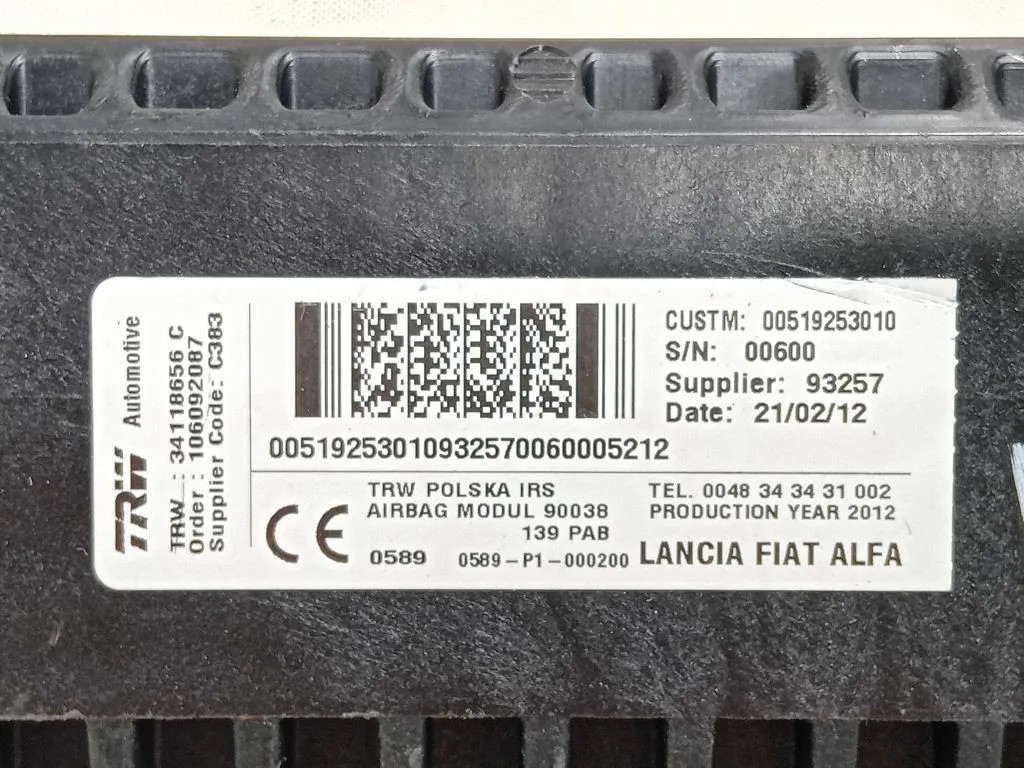 TRW Automotive
TRW : 34118656 C
Order : 106092087
Supplier Code: C383
CUSTM: 00519253010
S/N: 00600
Supplier: 93257
Date: 21/02/12
00519253010932570060005212
TRW POLSKA IRS
AIRBAG MODUL 90038
139 PAB
CE
0589 0589-P1-000200
TEL. 0048 34 34 31 002
PRODUCTION YEAR 2012
LANCIA FIAT ALFA